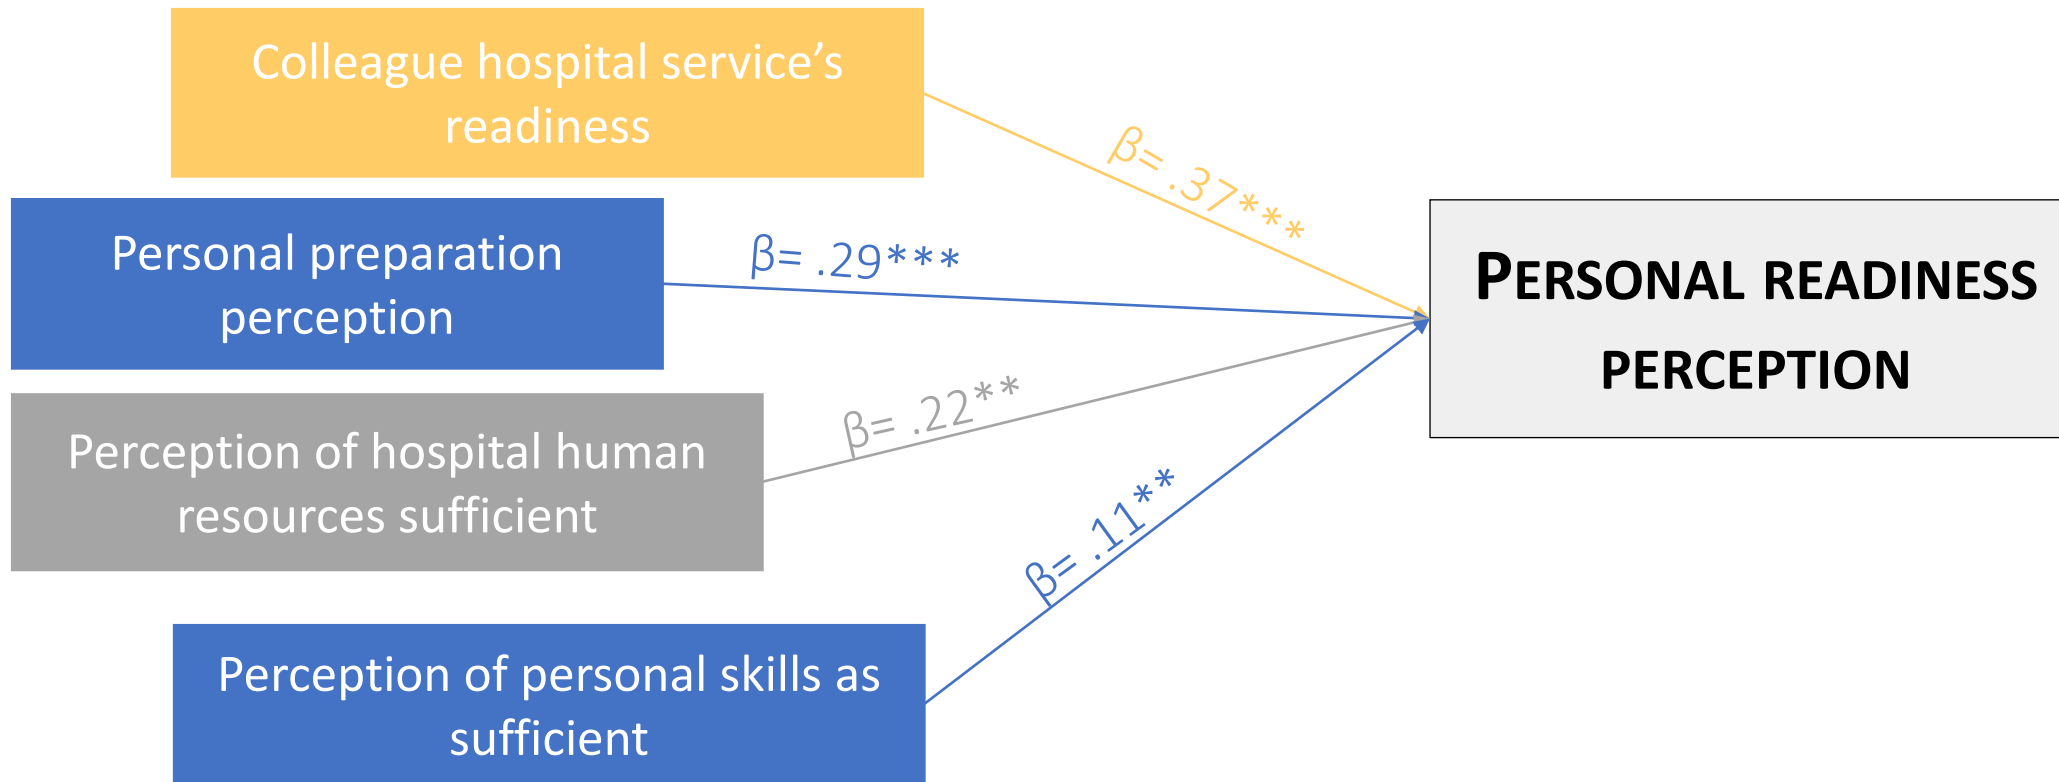 Colleague hospital service’s
readiness
β= .37***
Personal preparation
perception
β= .29***
PERSONAL READINESS
PERCEPTION
Perception of hospital human
resources sufficient
β= .22**
β= .11**
Perception of personal skills as
sufficient